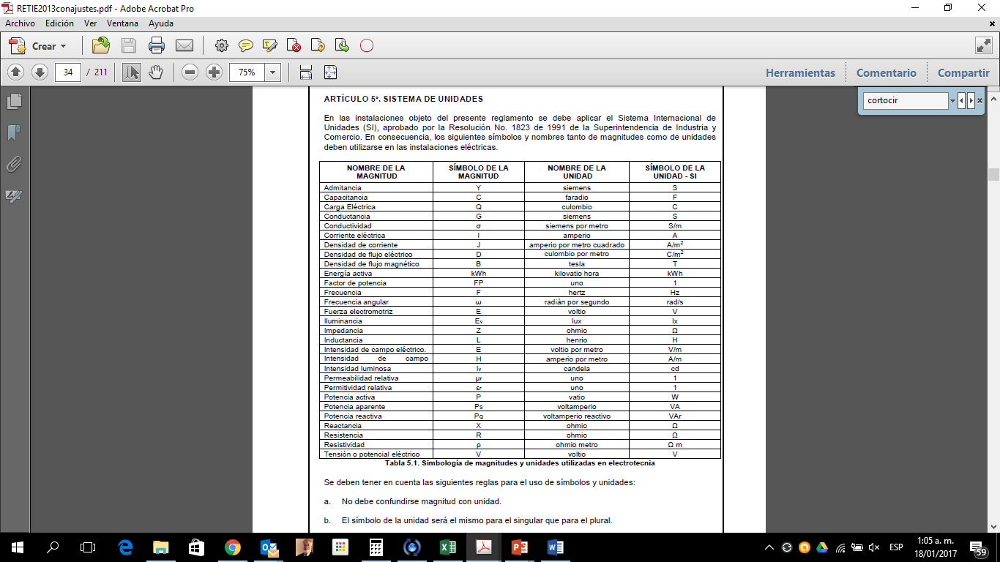 RETIE2013conajustes.pdf - Adobe Acrobat Pro
Archivo Edición Ver Ventana Ayuda
Crear
34 / 211 75% Herramientas Comentario Compartir
cortocir
ARTÍCULO 5°. SISTEMA DE UNIDADES
En las instalaciones objeto del presente reglamento se debe aplicar el Sistema Internacional de
Unidades (SI), aprobado por la Resolución No. 1823 de 1991 de la Superintendencia de Industria y
Comercio. En consecuencia, los siguientes símbolos y nombres tanto de magnitudes como de unidades
deben utilizarse en las instalaciones eléctricas.
NOMBRE DE LA MAGNITUD SÍMBOLO DE LA MAGNITUD NOMBRE DE LA UNIDAD SÍMBOLO DE LA UNIDAD - SI
Admitancia Y siemens S
Capacitancia C faradio F
Carga Eléctrica Q culombio C
Conductancia G siemens S
Conductividad σ siemens por metro S/m
Corriente eléctrica I amperio A
Densidad de corriente J amperio por metro cuadrado A/m²
Densidad de flujo eléctrico D culombio por metro C/m²
Densidad de flujo magnético B tesla T
Energía activa kWh kilovatio hora kWh
Factor de potencia FP uno 1
Frecuencia F hertz Hz
Frecuencia angular ω radián por segundo rad/s
Fuerza electromotriz E voltio V
Iluminancia Ev lux lx
Impedancia Z ohmio Ω
Inductancia L henrio H
Intensidad de campo eléctrico. E voltio por metro V/m
Intensidad de campo H amperio por metro A/m
Intensidad luminosa Iv candela cd
Permeabilidad relativa µr uno 1
Permitividad relativa εr uno 1
Potencia activa P vatio W
Potencia aparente PS voltamperio VA
Potencia reactiva PQ voltamperio reactivo VAr
Reactancia X ohmio Ω
Resistencia R ohmio Ω
Resistividad ρ ohmio metro Ω m
Tensión o potencial eléctrico V voltio V
Tabla 5.1. Simbología de magnitudes y unidades utilizadas en electrotecnia
Se deben tener en cuenta las siguientes reglas para el uso de símbolos y unidades:
a. No debe confundirse magnitud con unidad.
b. El símbolo de la unidad será el mismo para el singular que para el plural.
ESP
1:05 a. m.
18/01/2017
59